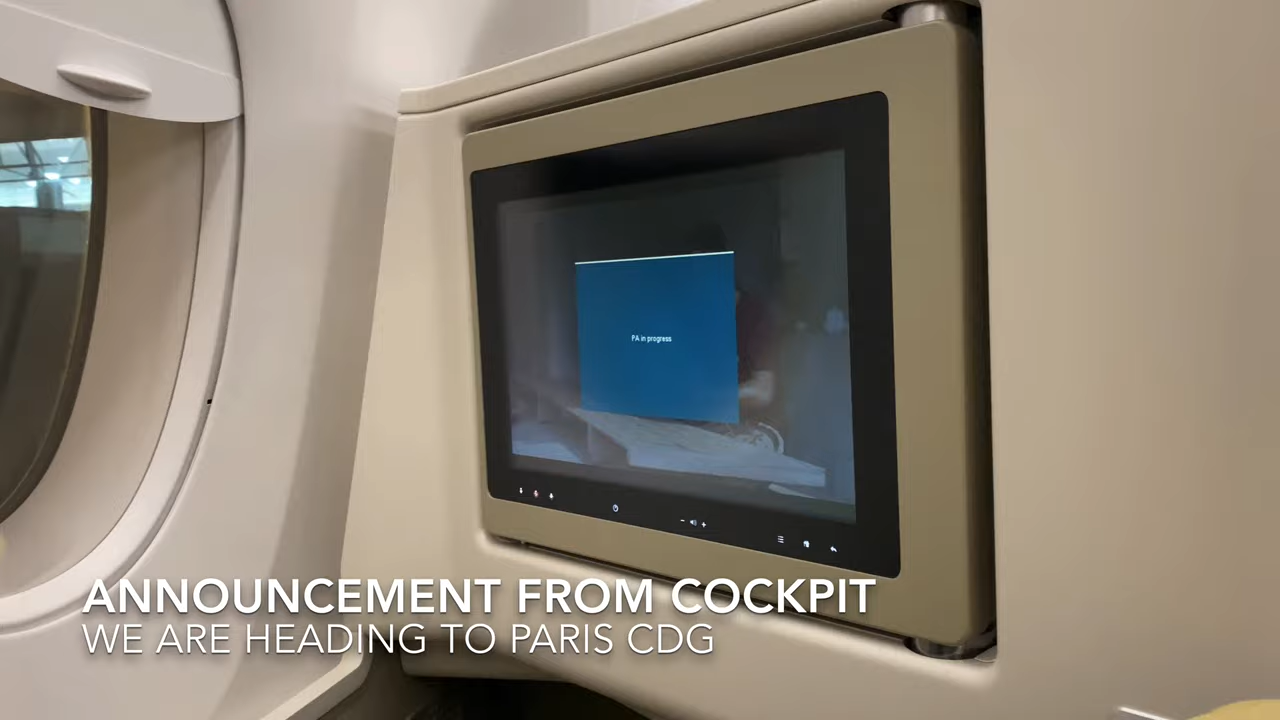 PA in progress
ANNOUNCEMENT FROM COCKPIT
WE ARE HEADING TO PARIS CDG